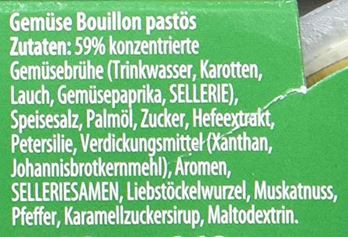 Gemüse Bouillon pastös
Zutaten: 59% konzentrierte
Gemüsebrühe (Trinkwasser, Karotten,
Lauch, Gemüsepaprika, SELLERIE),
Speisesalz, Palmöl, Zucker, Hefeextrakt,
Petersilie, Verdickungsmittel (Xanthan,
Johannisbrotkernmehl), Aromen,
SELLERIESAMEN, Liebstöckelwurzel, Muskatnuss,
Pfeffer, Karamellzuckersirup, Maltodextrin.